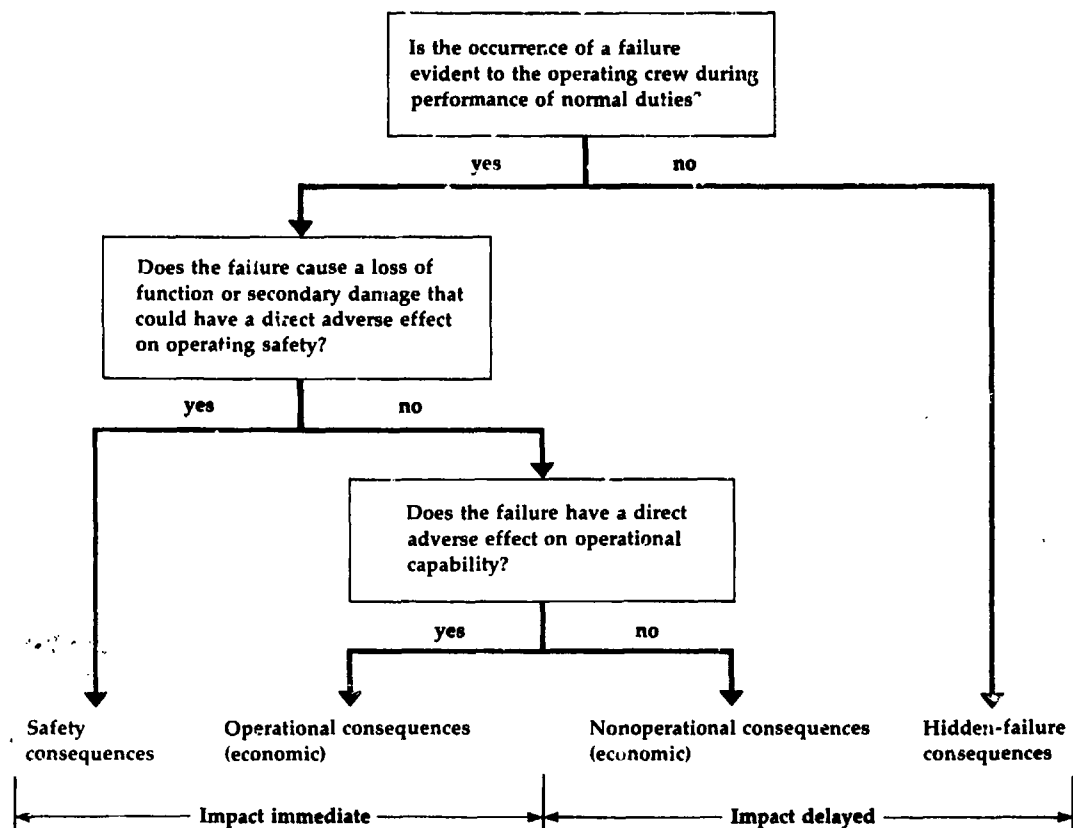 Is the occurrence of a failure
evident to the operating crew during
performance of normal duties?
yes
no
Does the failure cause a loss of
function or secondary damage that
could have a direct adverse effect
on operating safety?
yes
no
Does the failure have a direct
adverse effect on operational
capability?
yes
no
Safety
consequences
Operational consequences
(economic)
Nonoperational consequences
(economic)
Hidden-failure
consequences
Impact immediate
Impact delayed